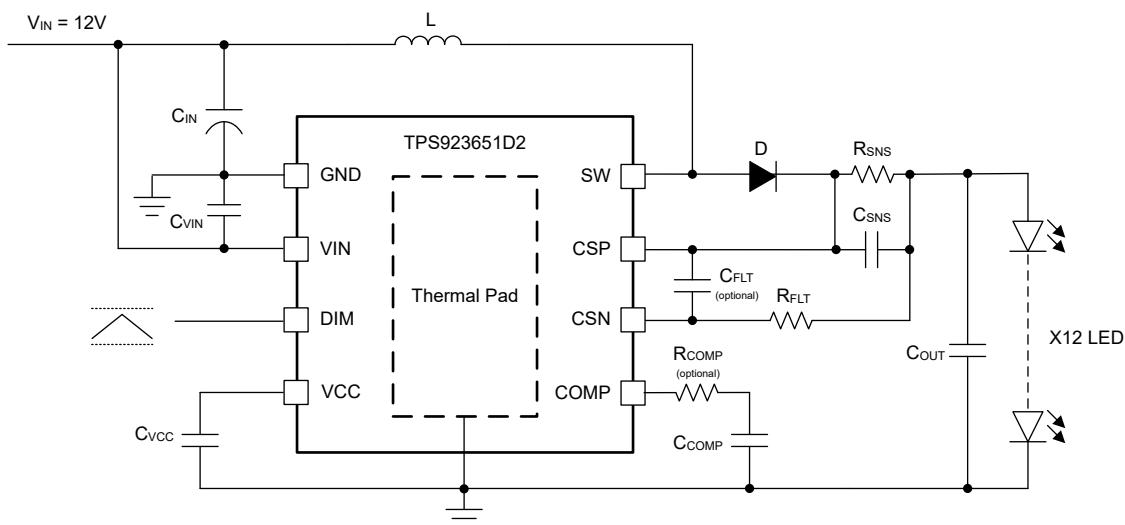 VIN = 12V
L
CIN
TPS923651D2
GND
SW
D
RSNS
CVIN
CSNS
VIN
CSP
Thermal Pad
CFLT
(optional)
RFLT
DIM
CSN
COUT
X12 LED
RCOMP
(optional)
VCC
COMP
CVCC
CCOMP